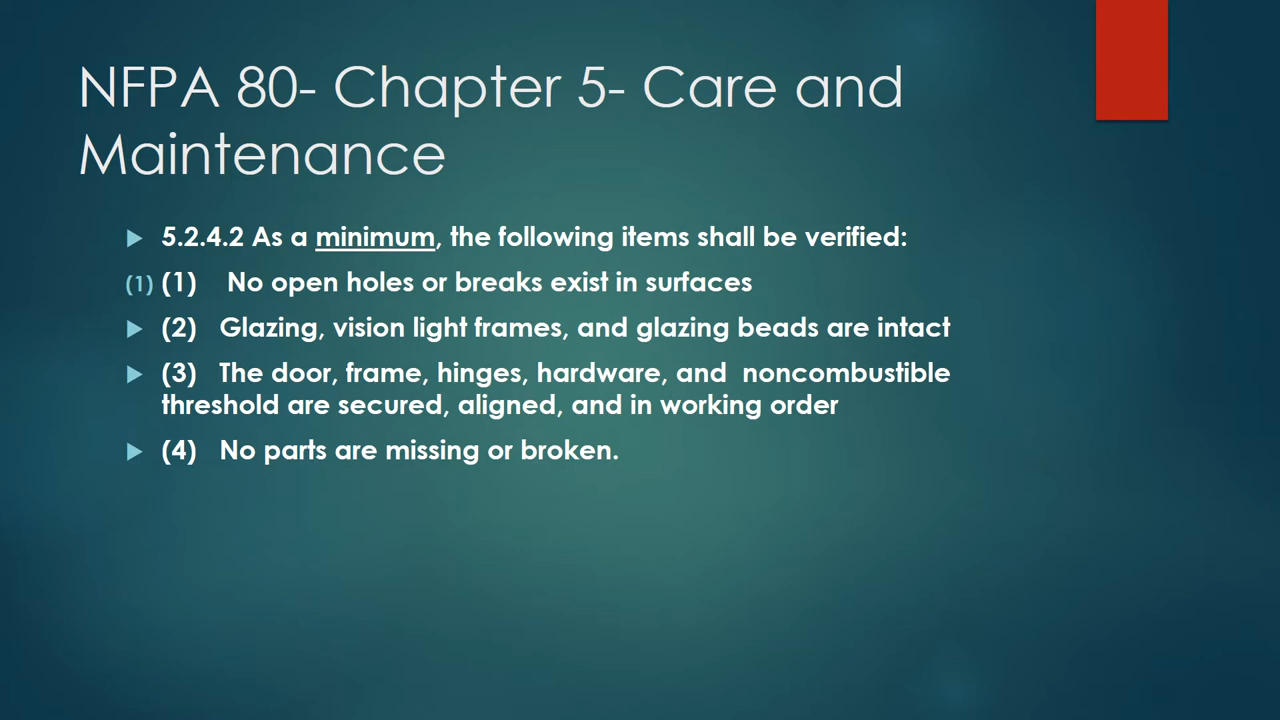 NFPA 80- Chapter 5- Care and
Maintenance
5.2.4.2 As a minimum, the following items shall be verified:
(1) (1) No open holes or breaks exist in surfaces
(2) Glazing, vision light frames, and glazing beads are intact
(3) The door, frame, hinges, hardware, and noncombustible
threshold are secured, aligned, and in working order
(4) No parts are missing or broken.